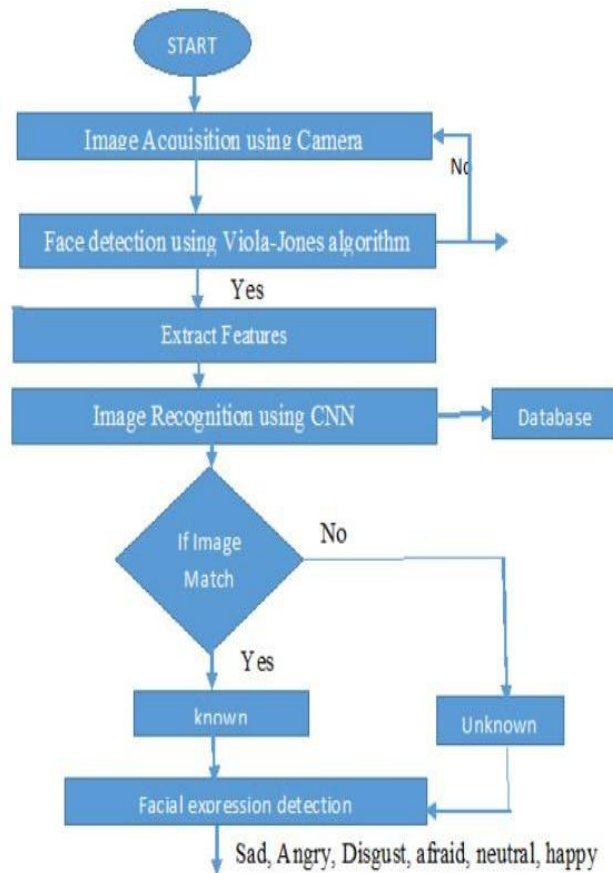 START
Image Acquisition using Camera
No
Face detection using Viola-Jones algorithm
Yes
Extract Features
Image Recognition using CNN
Database
If Image
Match
No
Yes
known
Unknown
Facial expression detection
Sad, Angry, Disgust, afraid, neutral, happy